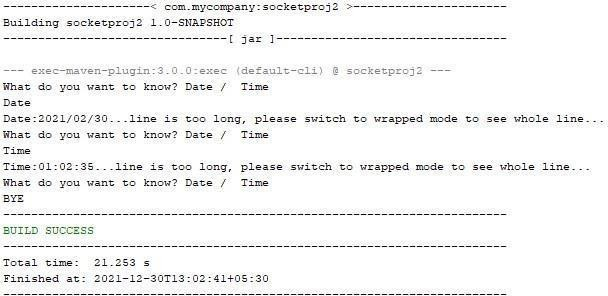 --------------------< com.mycompany:socketproj2 >---------------------
Building socketproj2 1.0-SNAPSHOT
--------------------------------[ jar ]---------------------------------
--- exec-maven-plugin:3.0.0:exec (default-cli) @ socketproj2 ---
What do you want to know? Date /  Time
Date
Date:2021/02/30...line is too long, please switch to wrapped mode to see whole line...
What do you want to know? Date /  Time
Time
Time:01:02:35...line is too long, please switch to wrapped mode to see whole line...
What do you want to know? Date /  Time
BYE
------------------------------------------------------------------------
BUILD SUCCESS
------------------------------------------------------------------------
Total time:  21.253 s
Finished at: 2021-12-30T13:02:41+05:30
------------------------------------------------------------------------